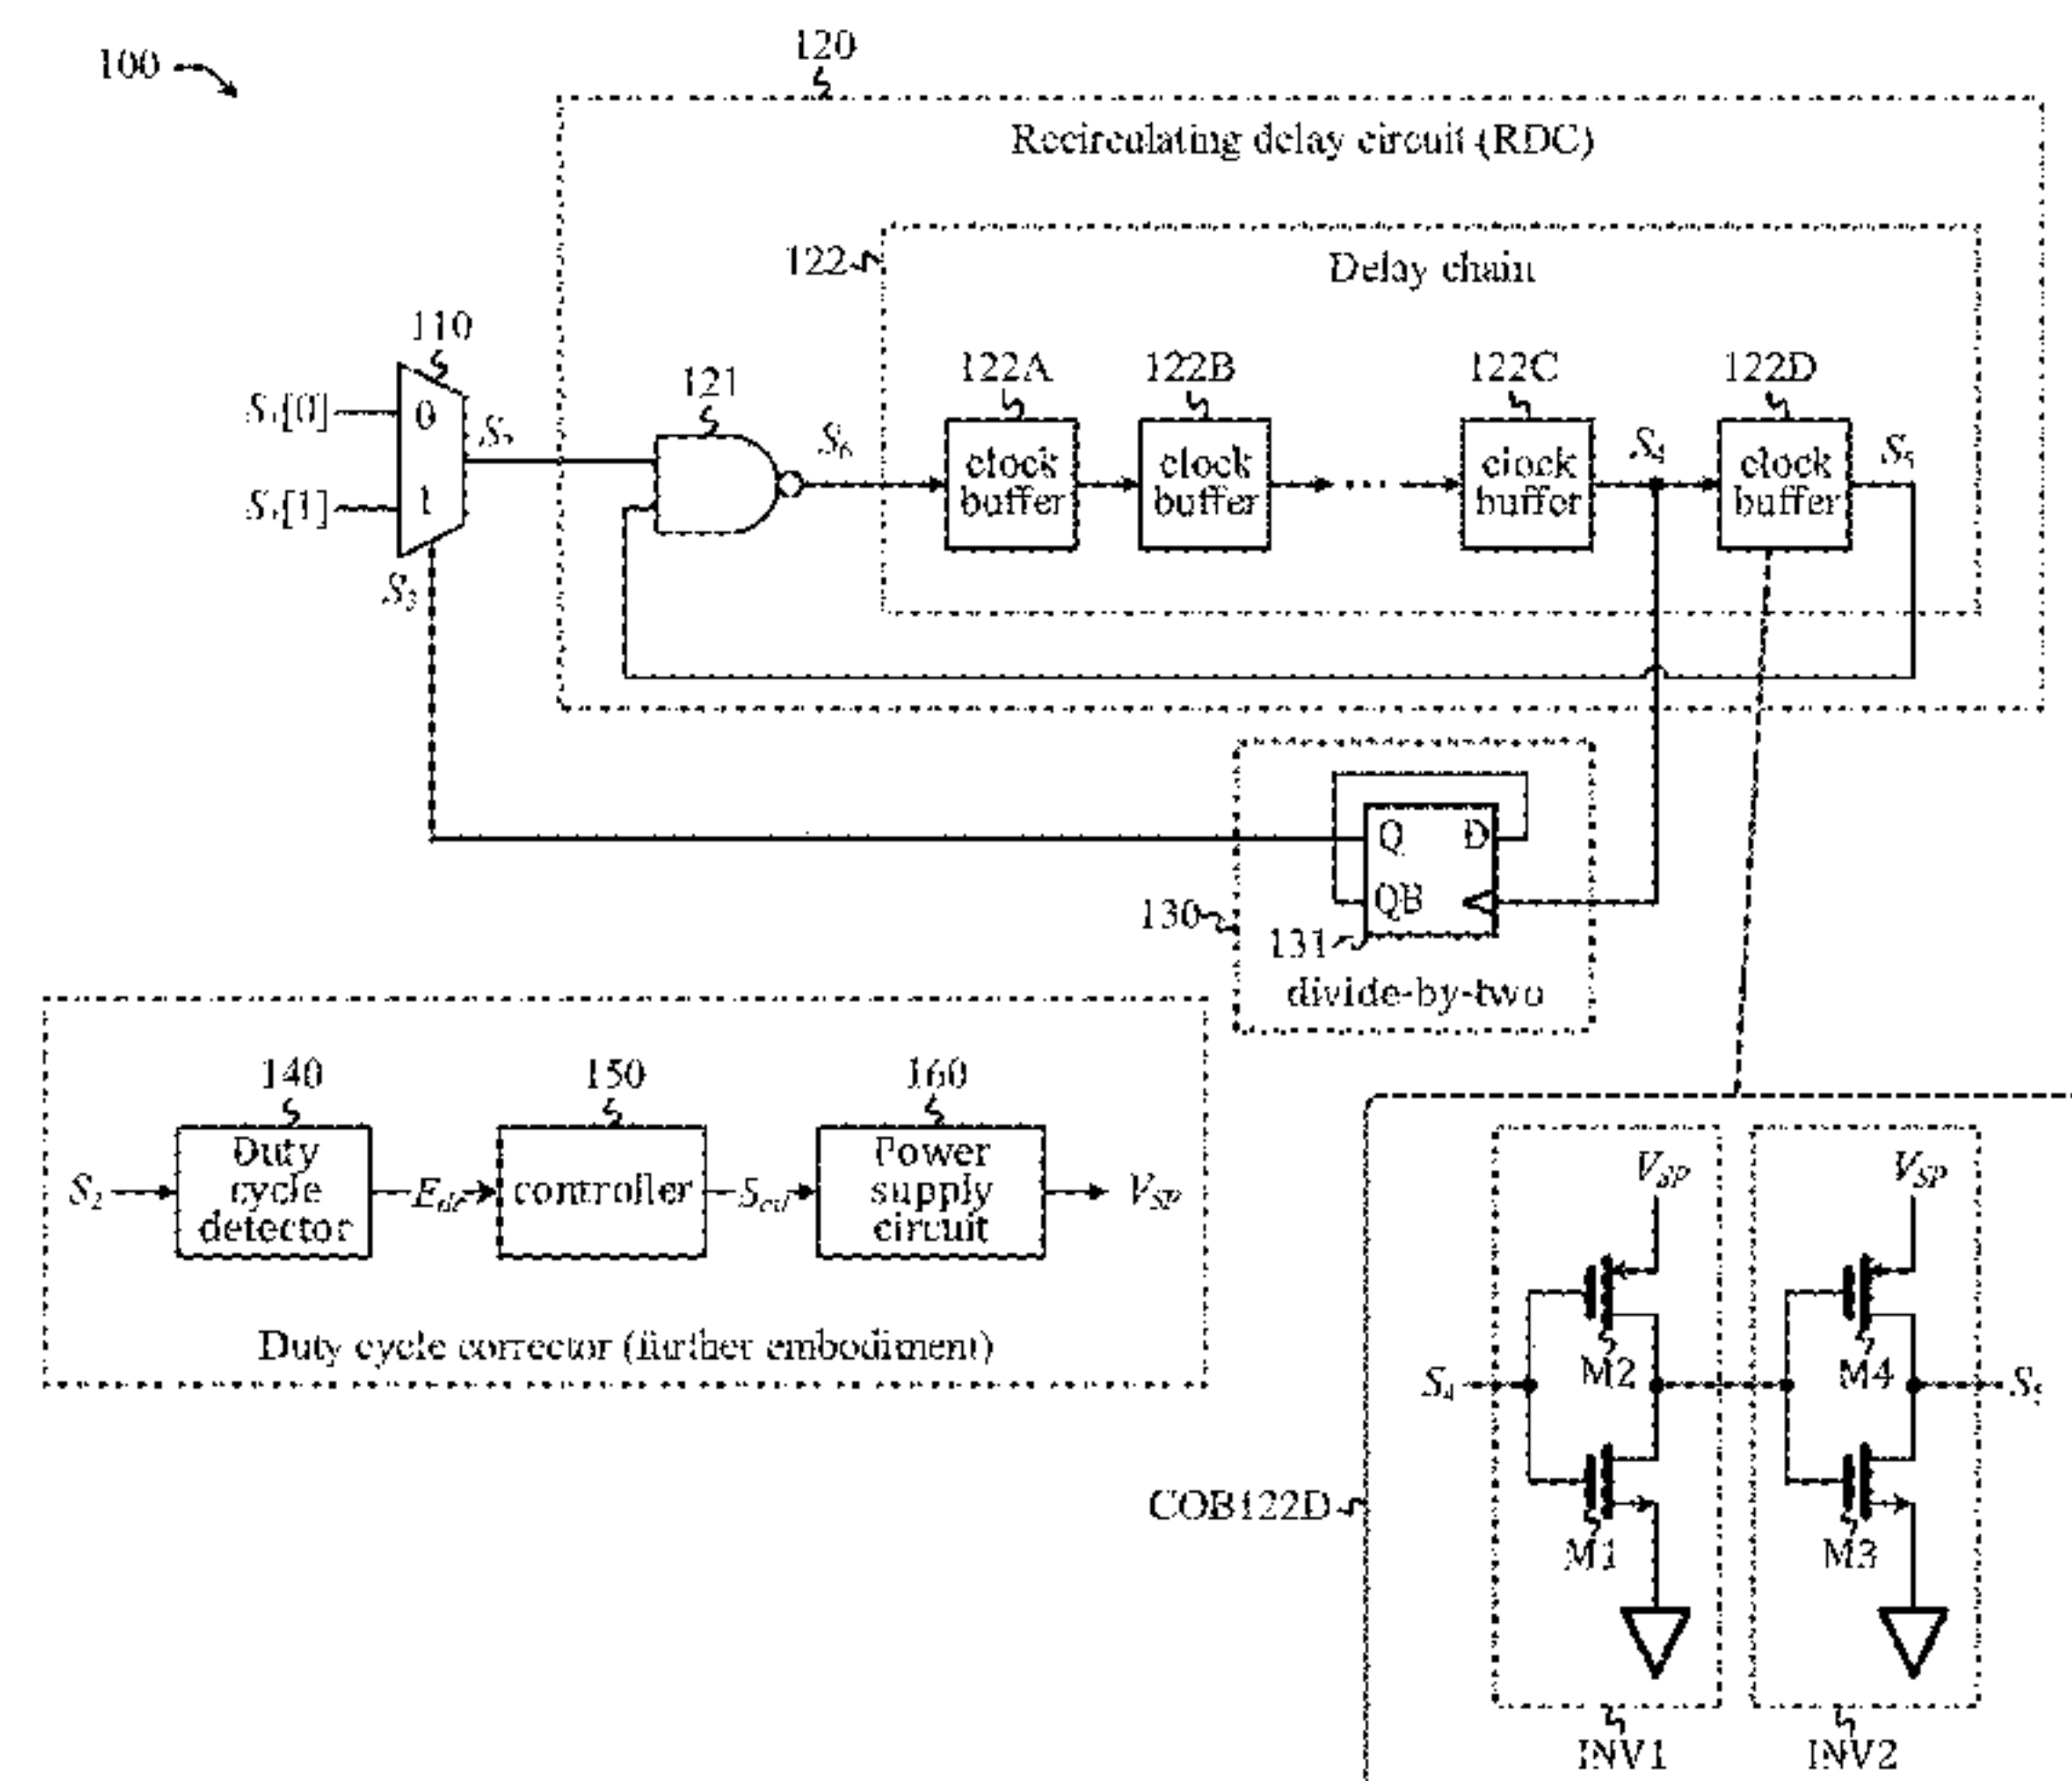 100
120
Recirculating delay circuit (RDC)
122
Delay chain
110
121
122A
122B
122C
122D
S₁[0]
0
S₂
S₆
clock buffer
clock buffer
...
clock buffer
S₄
clock buffer
S₅
S₁[1]
1
S₃
Q
D
QB
130
131
divide-by-two
140
150
160
S₂
Duty cycle detector
controller
Power supply circuit
V_SP
Duty cycle corrector (further embodiment)
V_SP
V_SP
S₄
M2
M4
S₅
COB122D
M1
M3
INV1
INV2